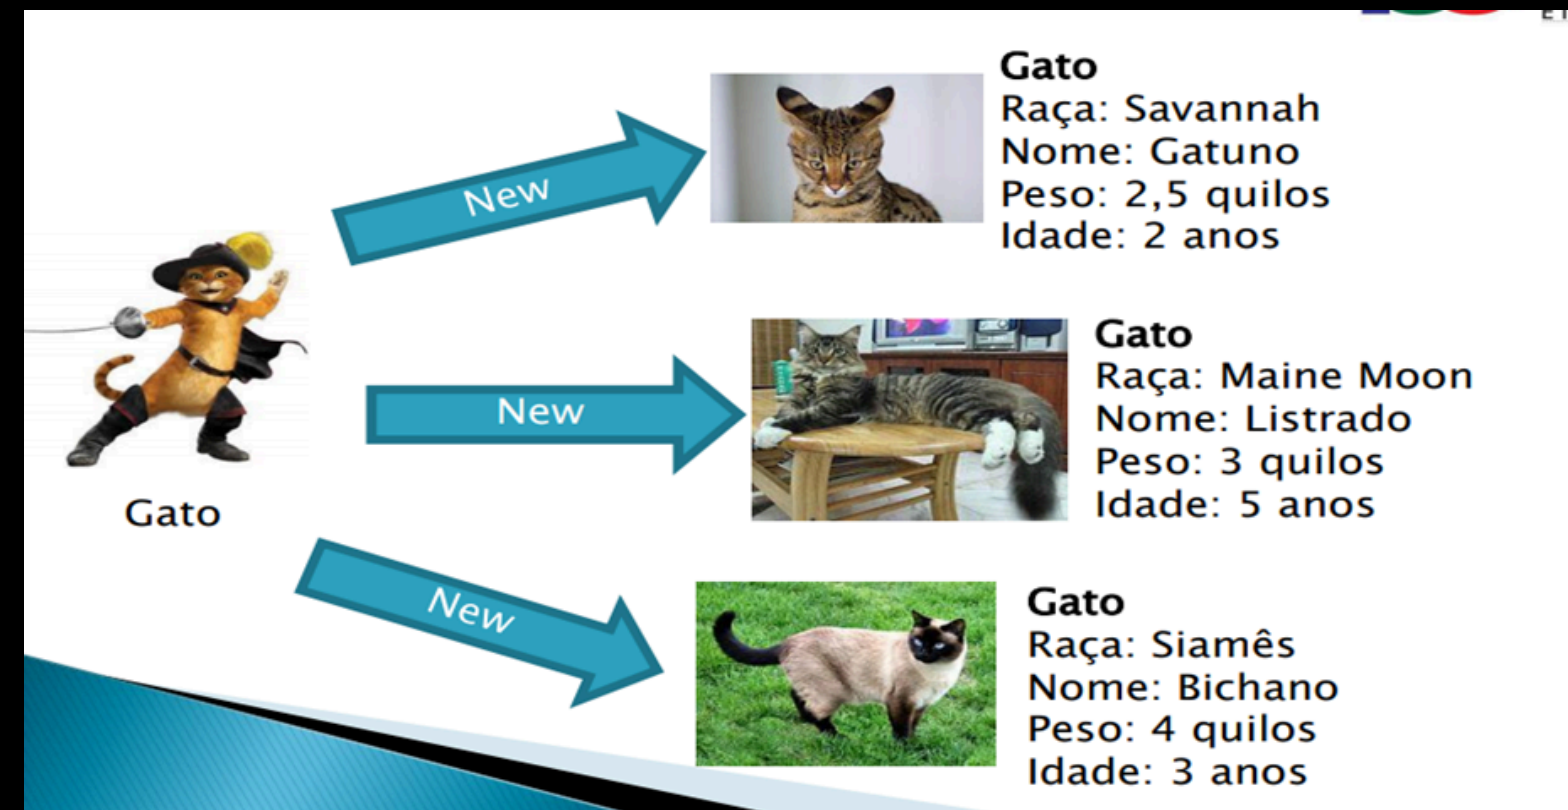 Gato
Raça: Savannah
Nome: Gatuno
Peso: 2,5 quilos
Idade: 2 anos
New
Gato
Raça: Maine Moon
Nome: Listrado
Peso: 3 quilos
Idade: 5 anos
New
Gato
New
Gato
Raça: Siamês
Nome: Bichano
Peso: 4 quilos
Idade: 3 anos